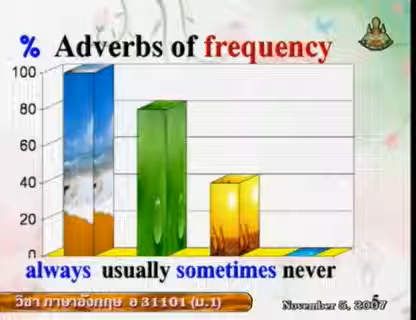 % Adverbs of frequency
100
80
60
40
20
0
always usually sometimes never
วิชา ภาษาอังกฤษ อ 31101 (ม.1)
November 5, 2007